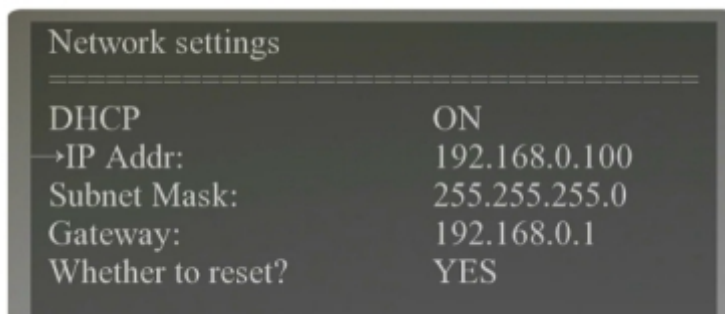 Network settings
==================================
DHCP ON
→IP Addr: 192.168.0.100
Subnet Mask: 255.255.255.0
Gateway: 192.168.0.1
Whether to reset? YES